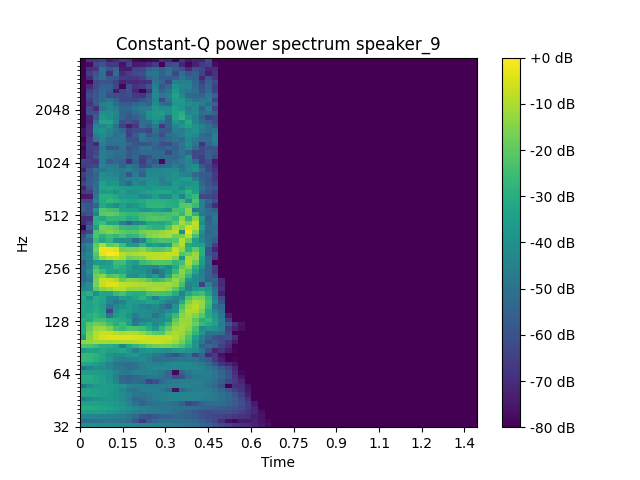 Constant-Q power spectrum speaker_9
Hz
2048
1024
512
256
128
64
32
0 0.15 0.3 0.45 0.6 0.75 0.9 1.1 1.2 1.4
Time
+0 dB
-10 dB
-20 dB
-30 dB
-40 dB
-50 dB
-60 dB
-70 dB
-80 dB